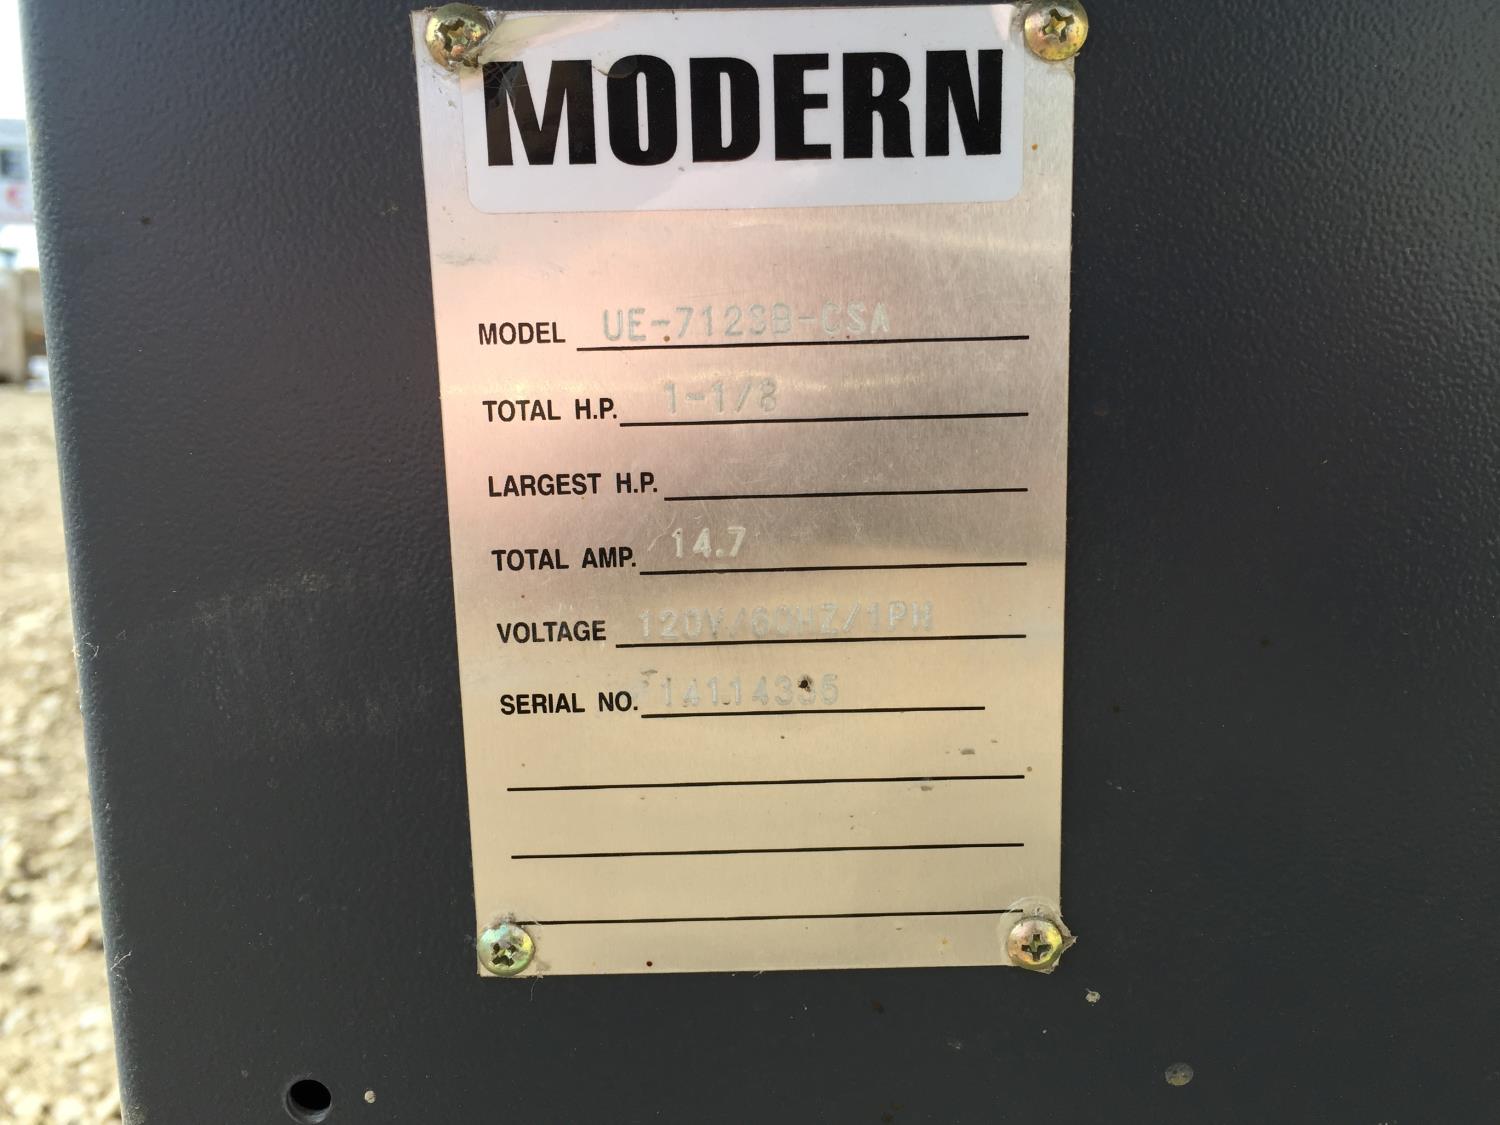 MODERN
MODEL UE-712SB-CSA
TOTAL H.P. 1-1/8
LARGEST H.P.
TOTAL AMP. 14.7
VOLTAGE 120V/60HZ/1PH
SERIAL NO.